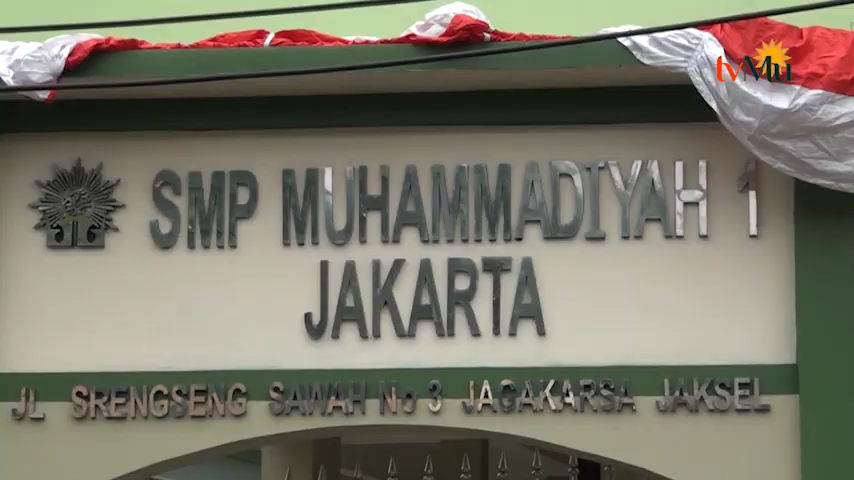 tvMu
SMP MUHAMMADIYAH 1
JAKARTA
JL SRENGSENG SAWAH No 3 JAGAKARSA JAKSEL